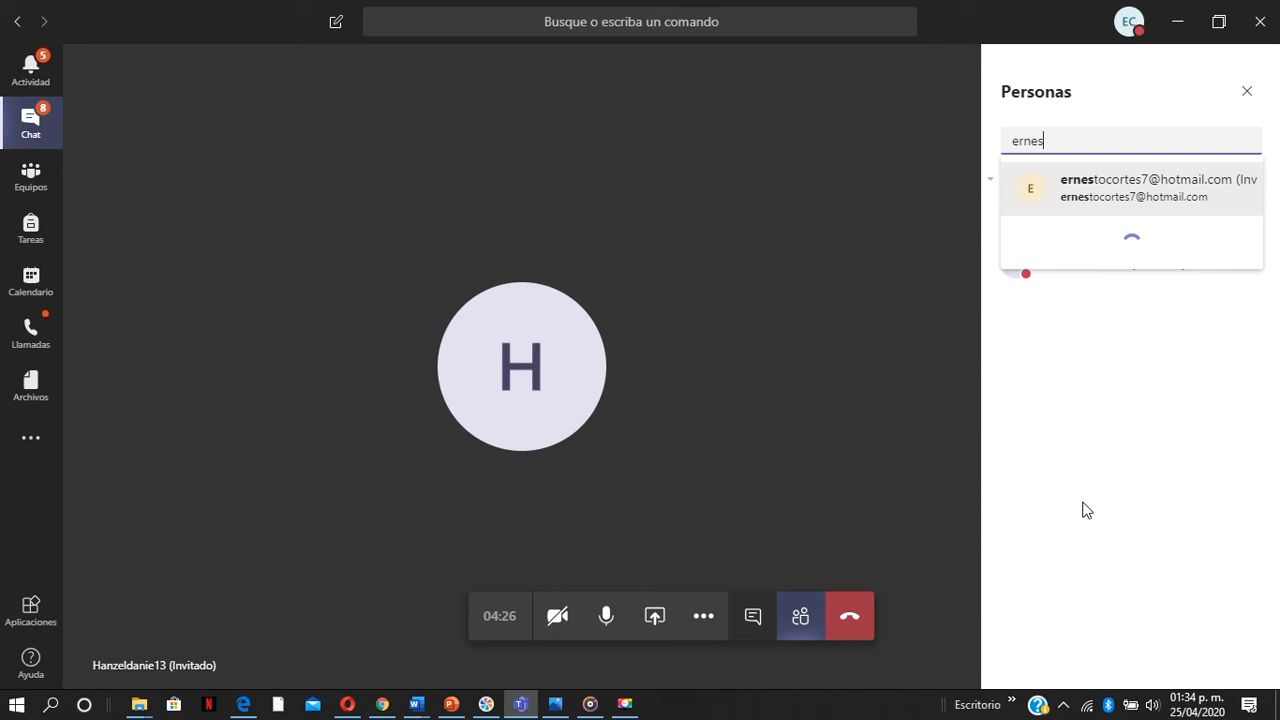 Busque o escriba un comando
EC
5
Actividad
8
Chat
Equipos
Tareas
Calendario
Llamadas
Archivos
Aplicaciones
Ayuda
H
04:26
Hanzeldanie13 (Invitado)
Personas
ernes
E
ernestocortes7@hotmail.com (Inv
ernestocortes7@hotmail.com
Escritorio
01:34 p. m.
25/04/2020